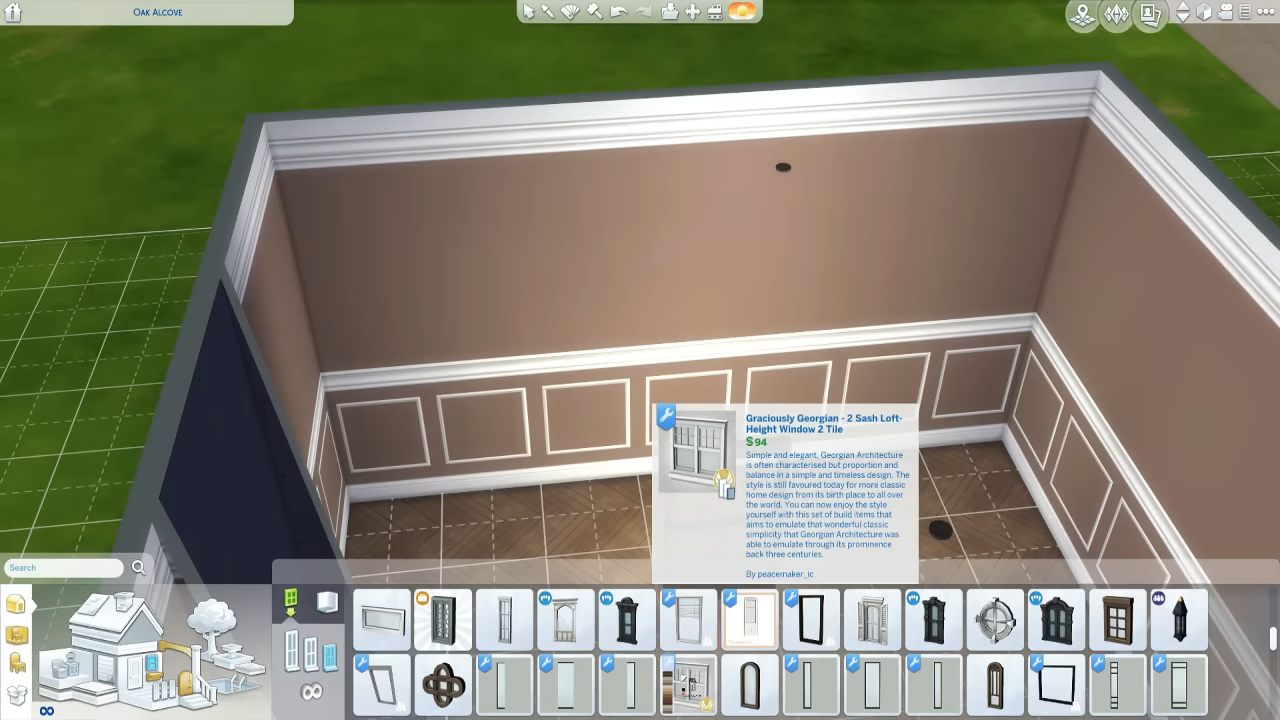 Oak Alcove
Graciously Georgian - 2 Sash Loft-
Height Window 2 Tile
$94
Simple and elegant, Georgian Architecture
is often characterised but proportion and
balance in a simple and timeless design. The
style is still favoured today for more classic
home design from its birth place to all over
the world. You can now enjoy the style
yourself with this set of build items that
aims to emulate that wonderful classic
simplicity that Georgian Architecture was
able to emulate through its prominence
back three centuries.
By peacemaker_ic
Search